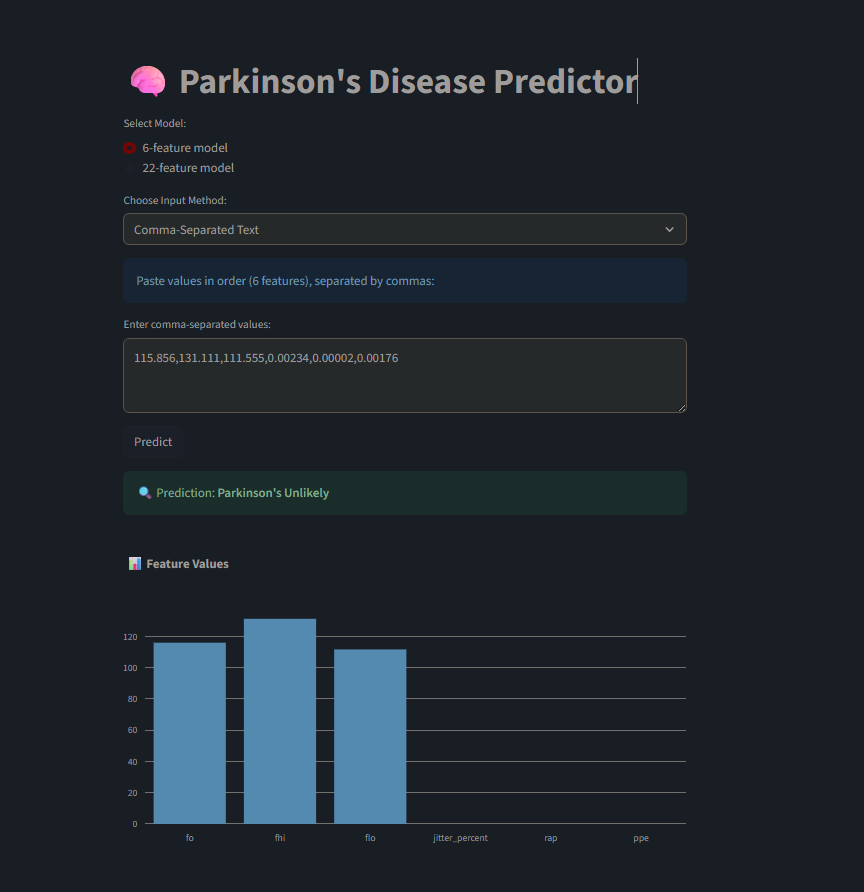 Parkinson's Disease Predictor
Select Model:
6-feature model
22-feature model
Choose Input Method:
Comma-Separated Text
Paste values in order (6 features), separated by commas:
Enter comma-separated values:
115.856,131.111,111.555,0.00234,0.00002,0.00176
Predict
Prediction: Parkinson's Unlikely
Feature Values
120
100
80
60
40
20
0
fo fhi flo jitter_percent rap ppe